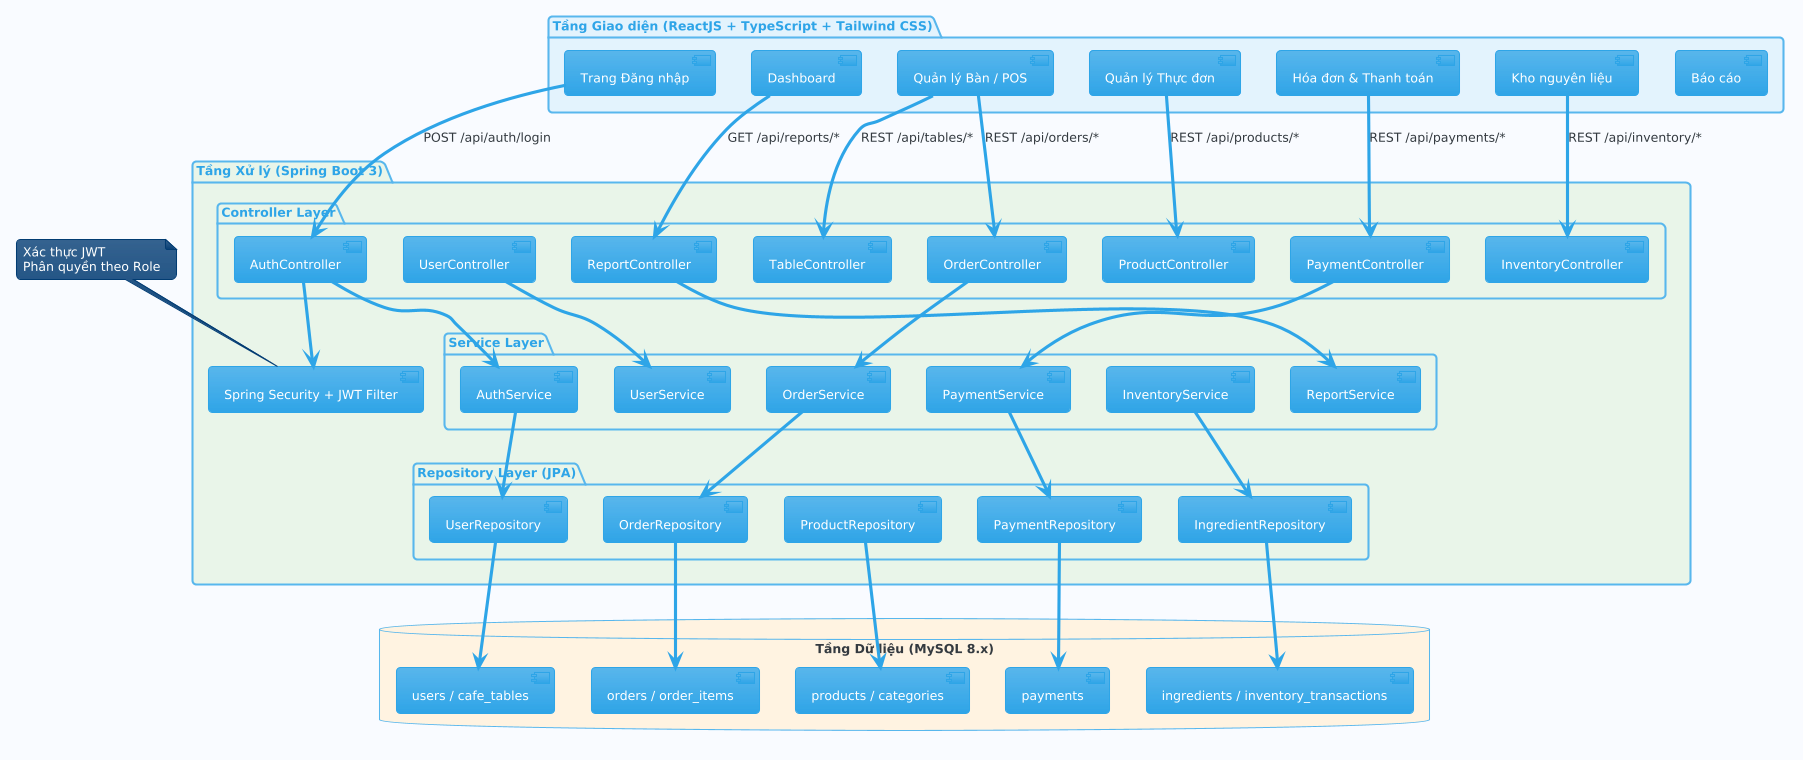 Tầng Giao diện (ReactJS + TypeScript + Tailwind CSS)
Trang Đăng nhập
Dashboard
Quản lý Bàn / POS
Quản lý Thực đơn
Hóa đơn & Thanh toán
Kho nguyên liệu
Báo cáo
POST /api/auth/login
GET /api/reports/*
REST /api/tables/*
REST /api/orders/*
REST /api/products/*
REST /api/payments/*
REST /api/inventory/*
Tầng Xử lý (Spring Boot 3)
Controller Layer
Xác thực JWT
Phân quyền theo Role
AuthController
UserController
ReportController
TableController
OrderController
ProductController
PaymentController
InventoryController
Service Layer
Spring Security + JWT Filter
AuthService
UserService
OrderService
PaymentService
InventoryService
ReportService
Repository Layer (JPA)
UserRepository
OrderRepository
ProductRepository
PaymentRepository
IngredientRepository
Tầng Dữ liệu (MySQL 8.x)
users / cafe_tables
orders / order_items
products / categories
payments
ingredients / inventory_transactions